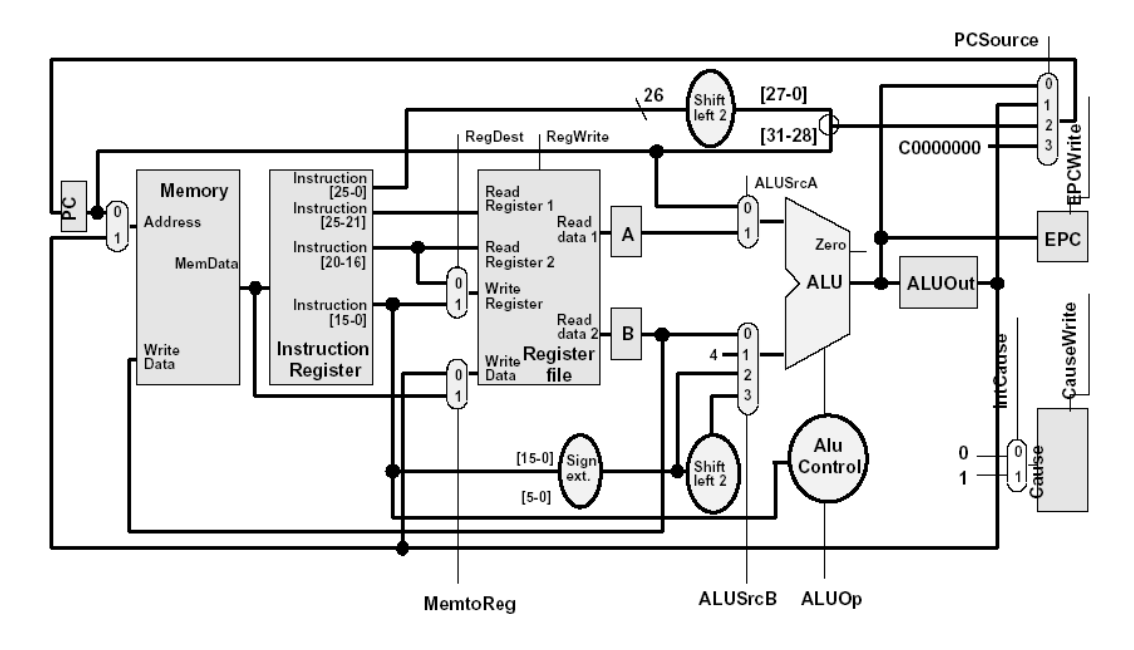 PCSource
26
Shift
left 2
[27-0]
[31-28]
0
1
2
3
C0000000
EPCWrite
RegDest
RegWrite
ALUSrcA
PC
0
1
Memory
Address
MemData
Write
Data
Instruction
[25-0]
Instruction
[25-21]
Instruction
[20-16]
Instruction
[15-0]
Instruction
Register
0
1
0
1
Read
Register 1
Read
Register 2
Write
Register
Write
Data
Read
data 1
Read
data 2
Register
file
A
B
0
1
4
0
1
2
3
Zero
ALU
EPC
ALUOut
IntCause
CauseWrite
0
1
0
1
Cause
[15-0]
[5-0]
Sign
ext.
Shift
left 2
Alu
Control
MemtoReg
ALUSrcB
ALUOp